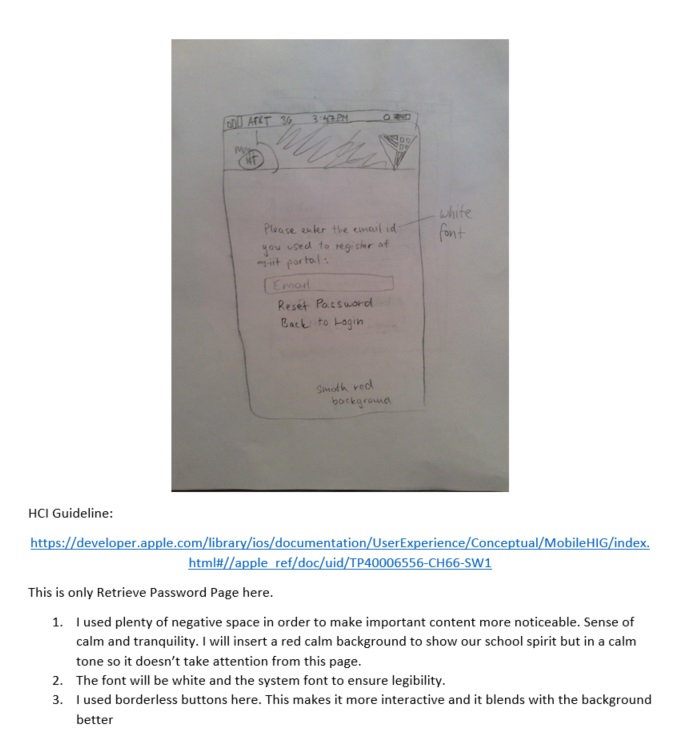 3G 3:47PM
white
font
Please enter the email id
you used to register at
portal:
Email
Reset Password
Back to Login
red
background
HCI Guideline:
https://developer.apple.com/library/ios/documentation/UserExperience/Conceptual/MobileHIG/index.
html#//apple_ref/doc/uid/TP40006556-CH66-SW1
This is only Retrieve Password Page here.
1. I used plenty of negative space in order to make important content more noticeable. Sense of
calm and tranquility. I will insert a red calm background to show our school spirit but in a calm
tone so it doesn’t take attention from this page.
2. The font will be white and the system font to ensure legibility.
3. I used borderless buttons here. This makes it more interactive and it blends with the background
better